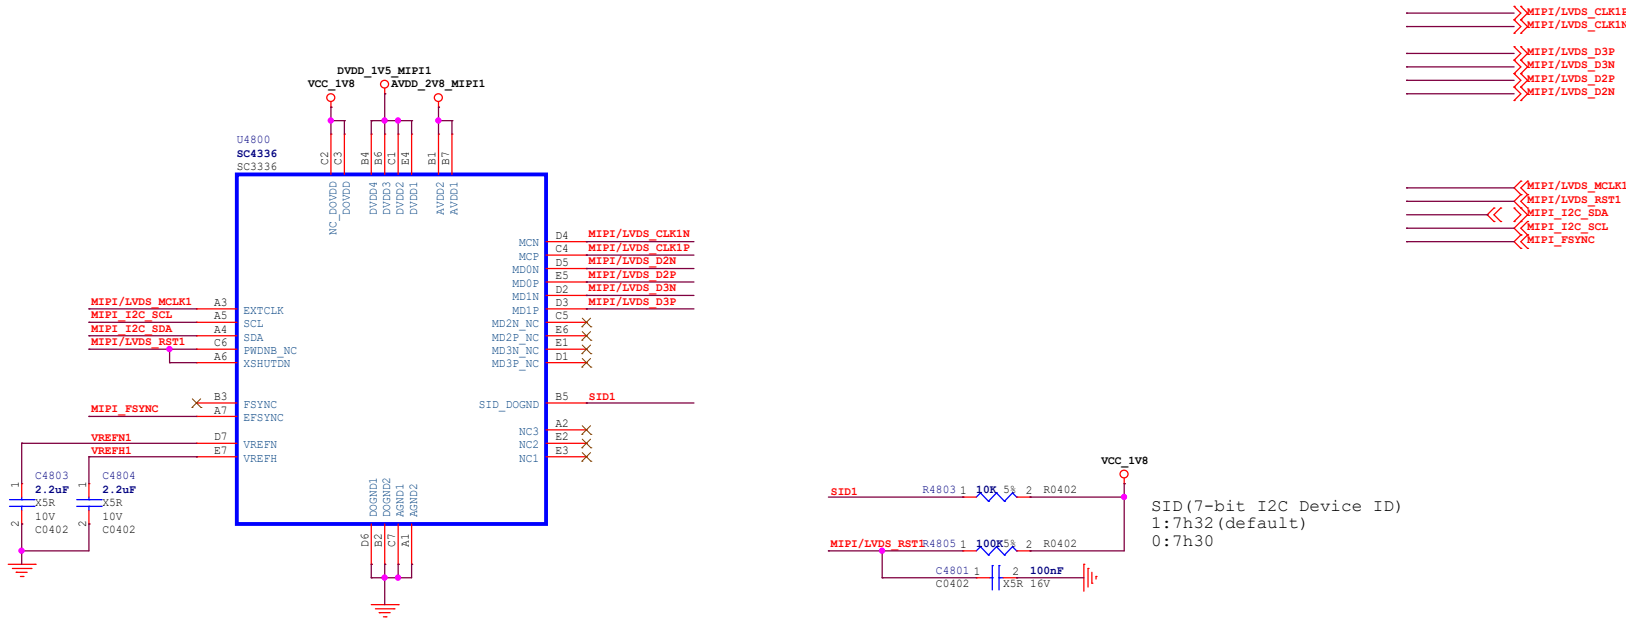 MIPI/LVDS_CLK1P
MIPI/LVDS_CLK1N
MIPI/LVDS_D3P
MIPI/LVDS_D3N
MIPI/LVDS_D2P
MIPI/LVDS_D2N
MIPI/LVDS_MCLK1
MIPI/LVDS_RST1
MIPI_I2C_SDA
MIPI_I2C_SCL
MIPI_FSYNC
DVDD_1V5_MIPI1
VCC_1V8
AVDD_2V8_MIPI1
U4800
SC4336
SC3336
C2
C3
B4
B6
C1
E4
B1
B7
NC_DOVDD
DOVDD
DVDD4
DVDD3
DVDD2
DVDD1
AVDD2
AVDD1
MIPI/LVDS_MCLK1 A3 EXTCLK
MIPI_I2C_SCL A5 SCL
MIPI_I2C_SDA A4 SDA
MIPI/LVDS_RST1 C6 PWDNB_NC
A6 XSHUTDN
B3 FSYNC
MIPI_FSYNC A7 EFSYNC
VREFN1 D7 VREFN
VREFH1 E7 VREFH
MCN D4 MIPI/LVDS_CLK1N
MCP C4 MIPI/LVDS_CLK1P
MD0N D5 MIPI/LVDS_D2N
MD0P E5 MIPI/LVDS_D2P
MD1N D2 MIPI/LVDS_D3N
MD1P D3 MIPI/LVDS_D3P
MD2N_NC C5
MD2P_NC E6
MD3N_NC E1
MD3P_NC D1
SID_DOGND B5 SID1
NC3 A2
NC2 E2
NC1 E3
DOGND1
DOGND2
AGND1
AGND2
D6
B2
C7
A1
1 C4803
2.2uF
X5R
10V
2 C0402
1 C4804
2.2uF
X5R
10V
2 C0402
VCC_1V8
SID1 R4803 1 10K 5% 2 R0402
MIPI/LVDS_RST1 R4805 1 100K 5% 2 R0402
C4801 1 2 100nF
C0402 X5R 16V
SID(7-bit I2C Device ID)
1:7h32(default)
0:7h30